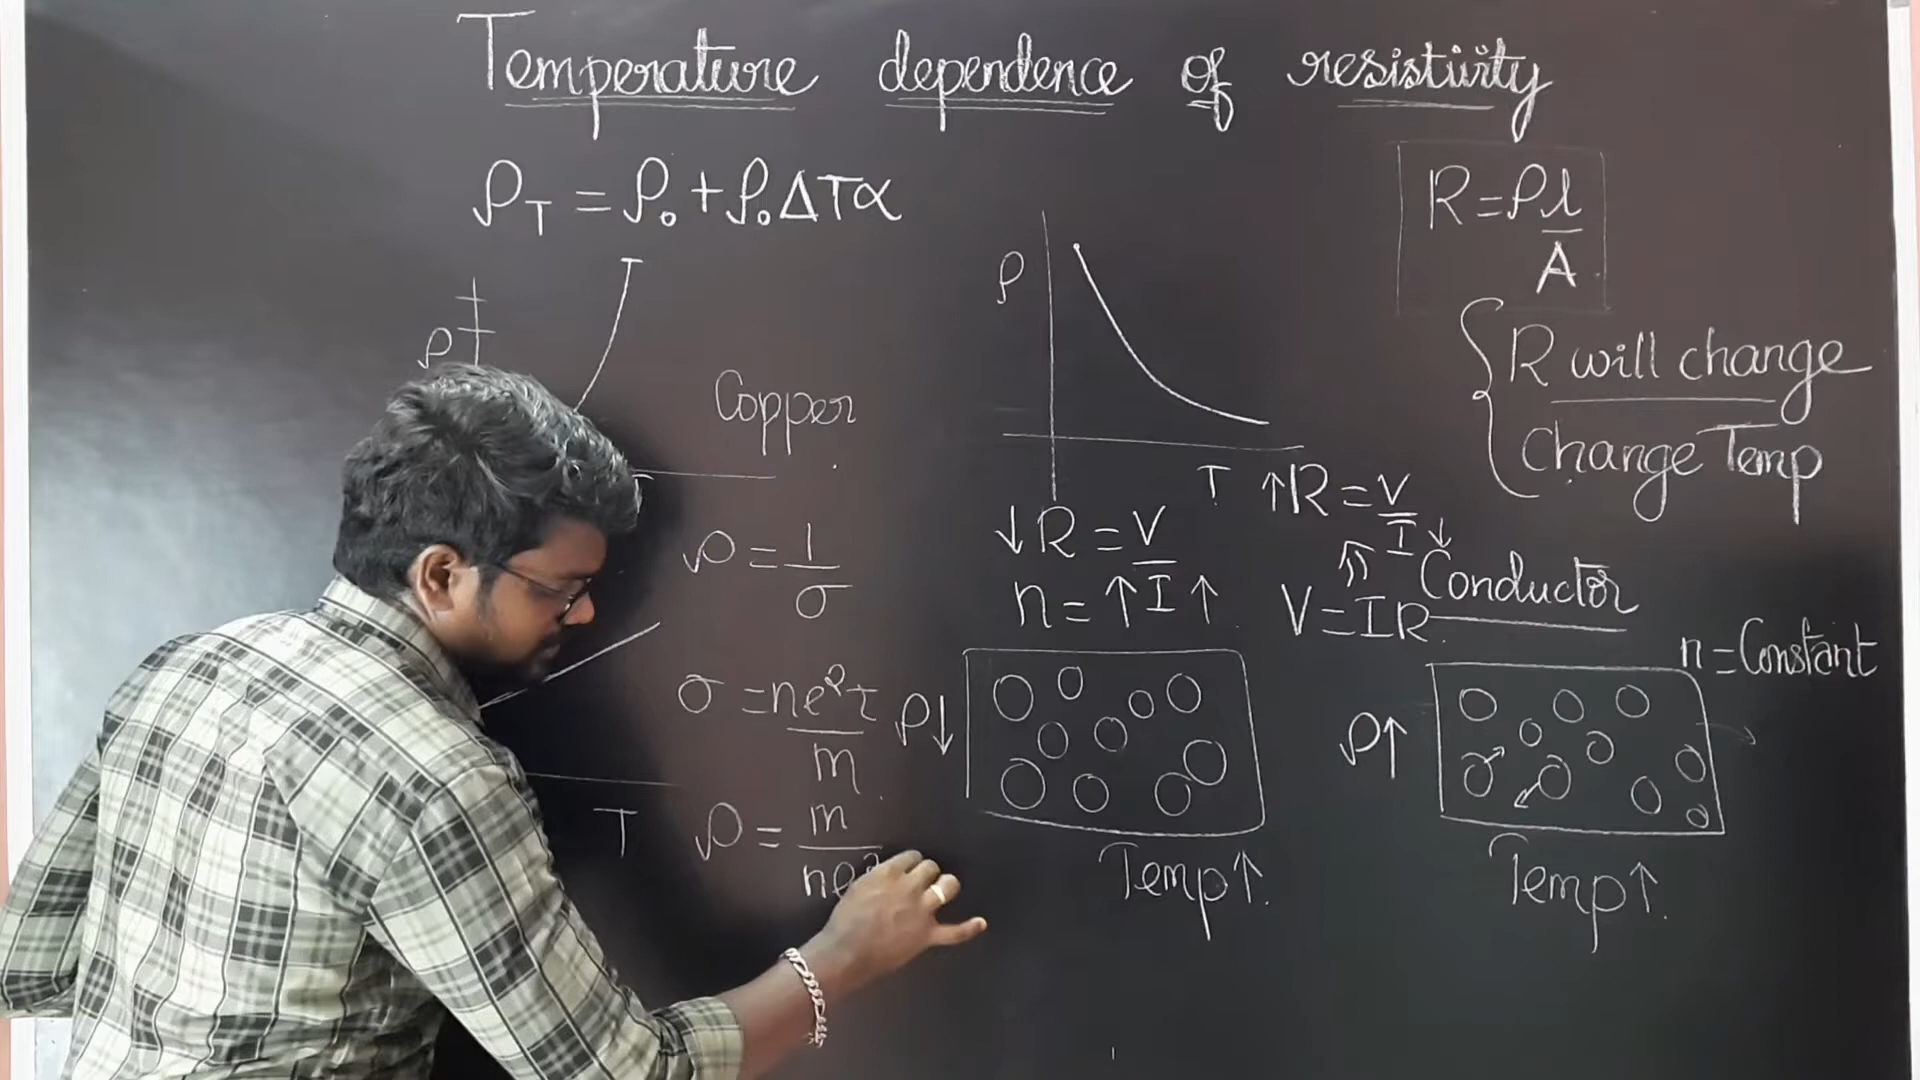 Temperature dependence of resistivity
ρT = ρ₀ + ρ₀ΔTα
R = ρl/A
ρ
ρ
{R will change
Change Temp
Copper
T
T
↑R = V/I↓
↓R = V/I↑
ρ = 1/σ
n = ↑
V = IR
Conductor
n = Constant
σ = ne²τ/m
ρ↓
ρ↑
T
ρ = m/ne²
Temp↑
Temp↑